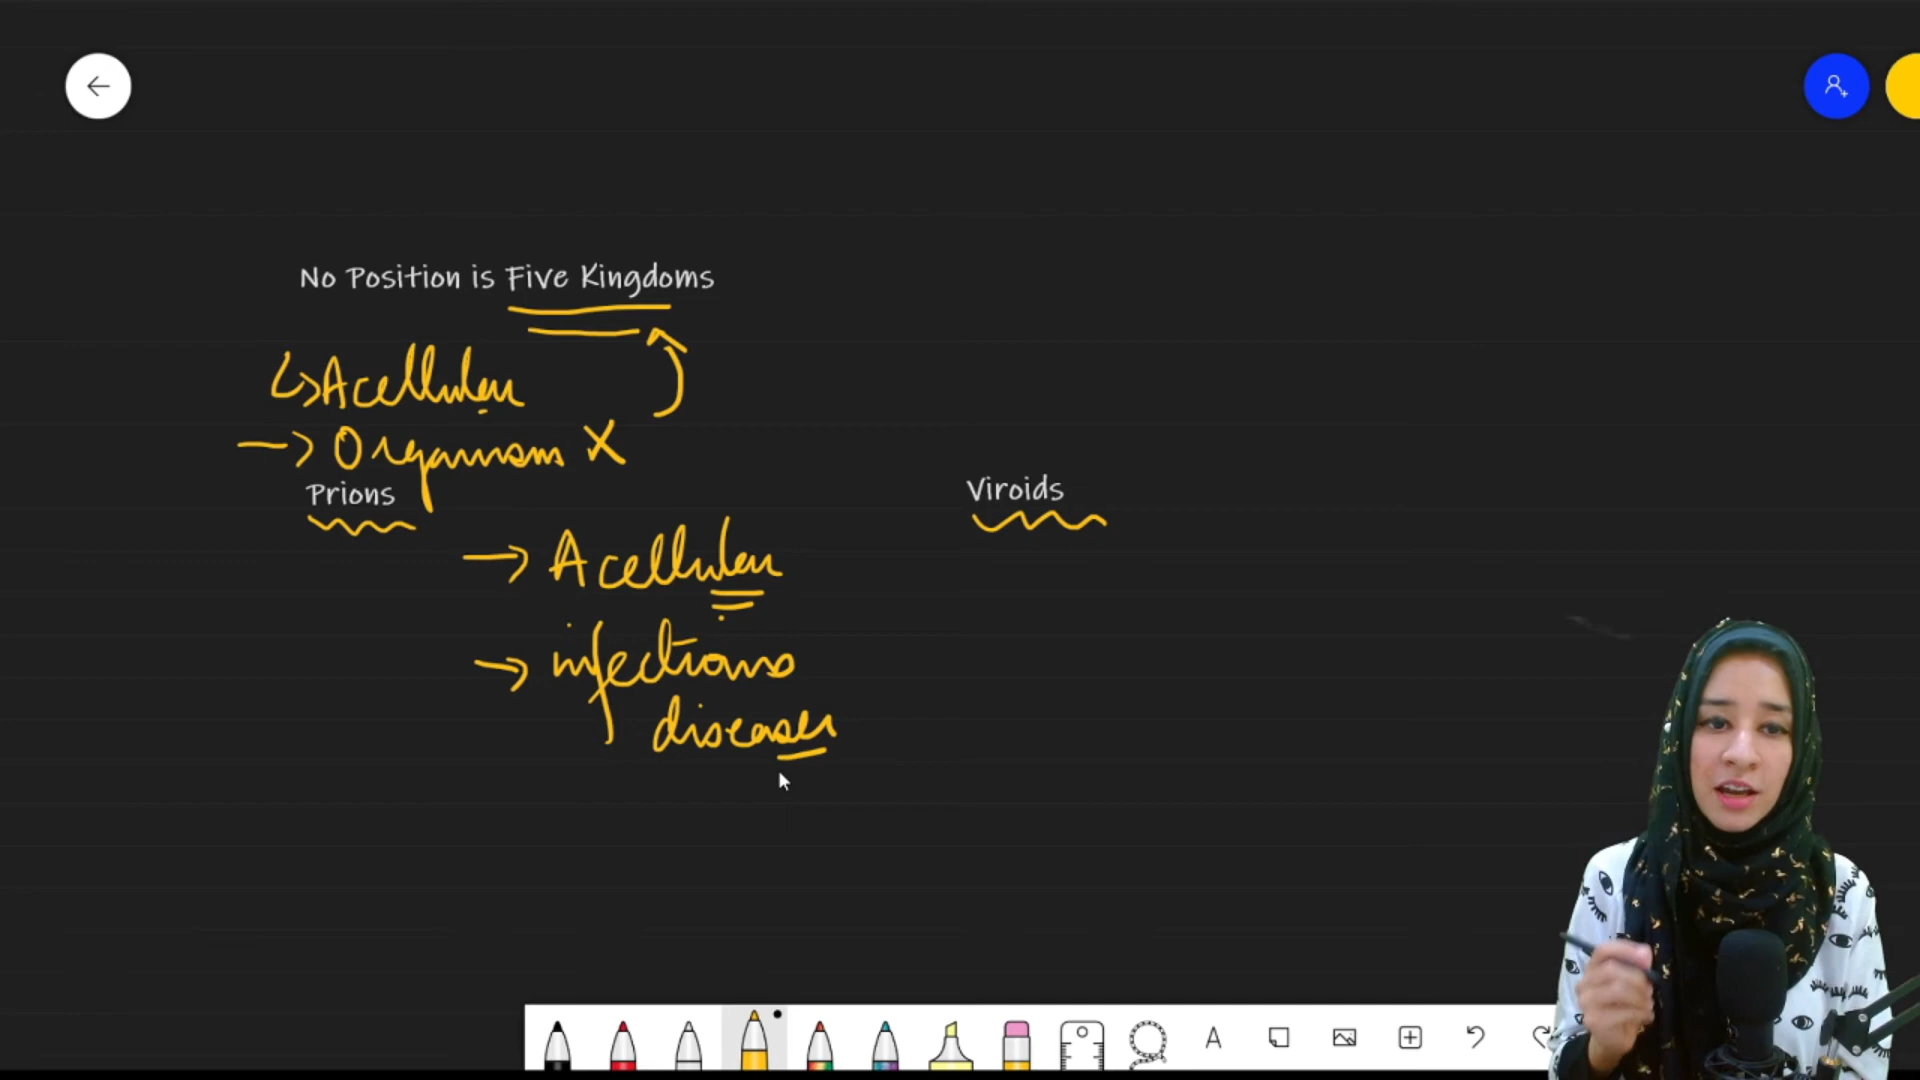 No Position is Five Kingdoms
Acellular
Organism X
Prions
Viroids
Acellular
infectious
diseases
A